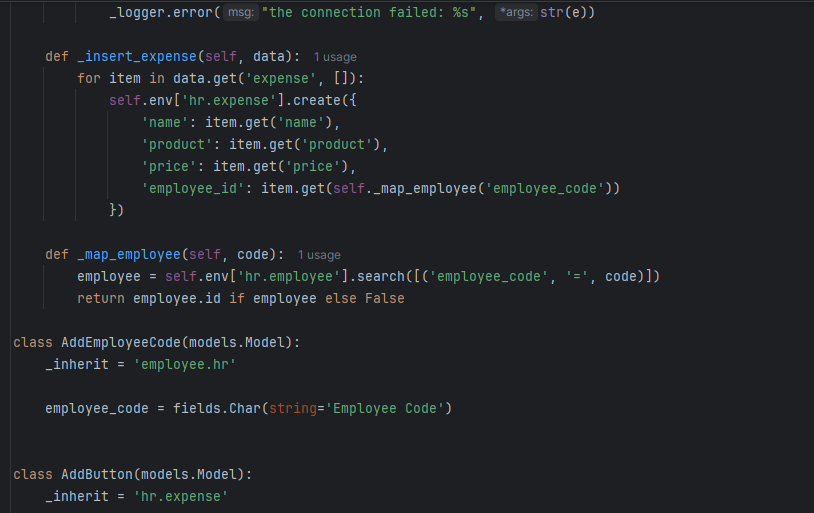 _logger.error( msg: "the connection failed: %s", *args: str(e))
def _insert_expense(self, data): 1 usage
for item in data.get('expense', []):
self.env['hr.expense'].create({
'name': item.get('name'),
'product': item.get('product'),
'price': item.get('price'),
'employee_id': item.get(self._map_employee('employee_code'))
})
def _map_employee(self, code): 1 usage
employee = self.env['hr.employee'].search([('employee_code', '=', code)])
return employee.id if employee else False
class AddEmployeeCode(models.Model):
_inherit = 'employee.hr'
employee_code = fields.Char(string='Employee Code')
class AddButton(models.Model):
_inherit = 'hr.expense'